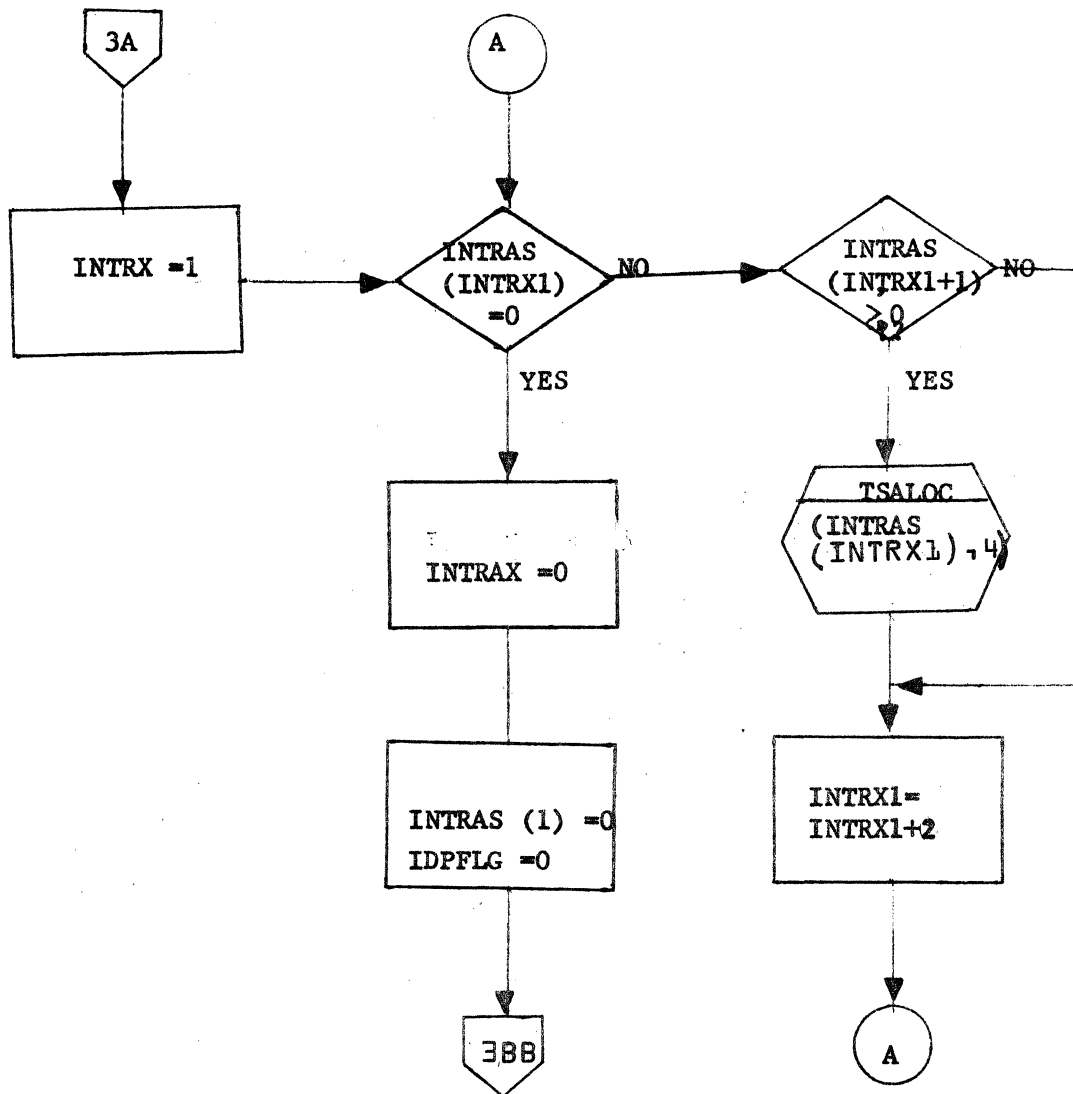 3A
A
INTRX =1
INTRAS
(INTRX1)
=0
NO
INTRAS
(INTRX1+1)
NO
YES
YES
INTRAX =0
TSALOC
(INTRAS
(INTRX1),4)
INTRAS (1) =0
IDPFLG =0
INTRX1=
INTRX1+2
3BB
A